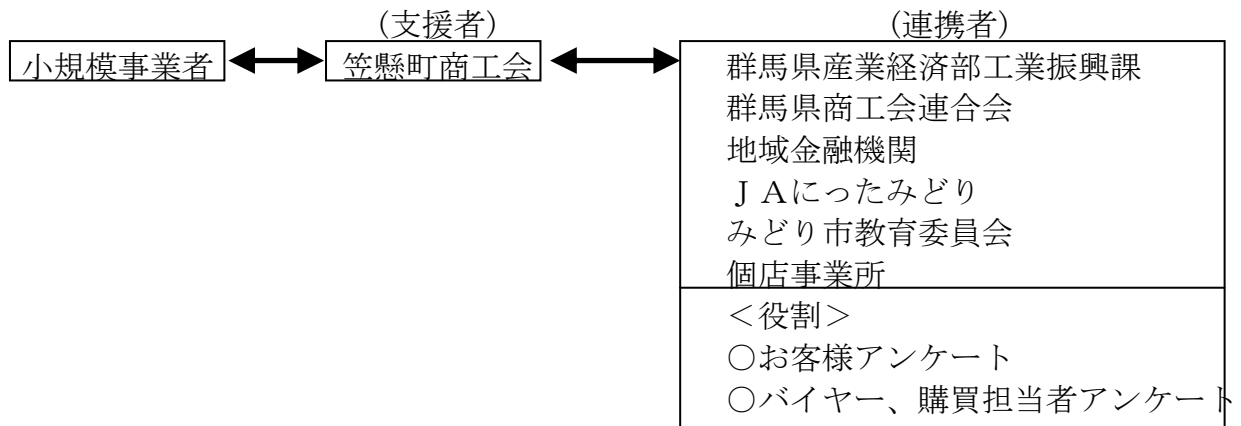 (支援者)
(連携者)
小規模事業者
笠懸町商工会
群馬県産業経済部工業振興課
群馬県商工会連合会
地域金融機関
ＪＡにったみどり
みどり市教育委員会
個店事業所
＜役割＞
○お客様アンケート
○バイヤー、購買担当者アンケート